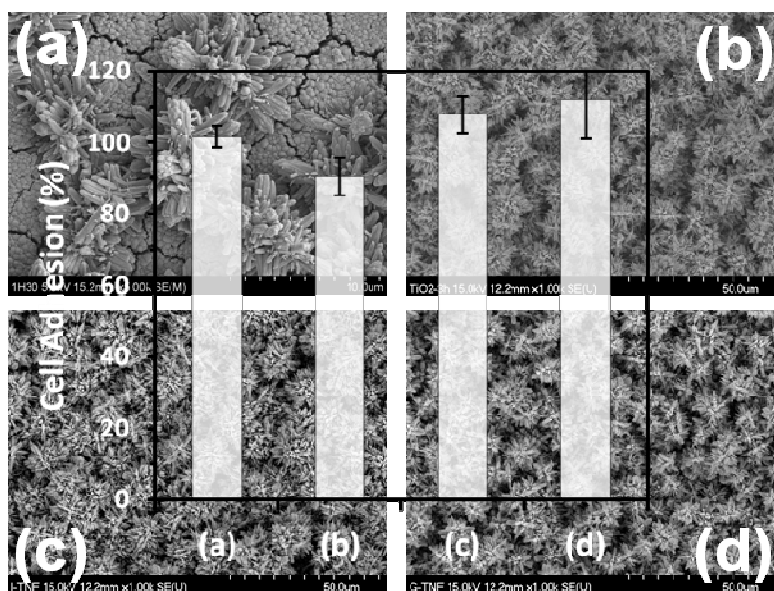 (a)
(b)
120
100
80
60
40
20
0
Cell Adhesion (%)
10.0um
TiO2-3h 15.0kV 12.2mm x1.00k SE(U)
50.0um
(a)
(b)
(c)
(d)
(c)
(d)
I-TNF 15.0kV 12.2mm x1.00k SE(U)
50.0um
G-TNF 15.0kV 12.2mm x1.00k SE(U)
50.0um